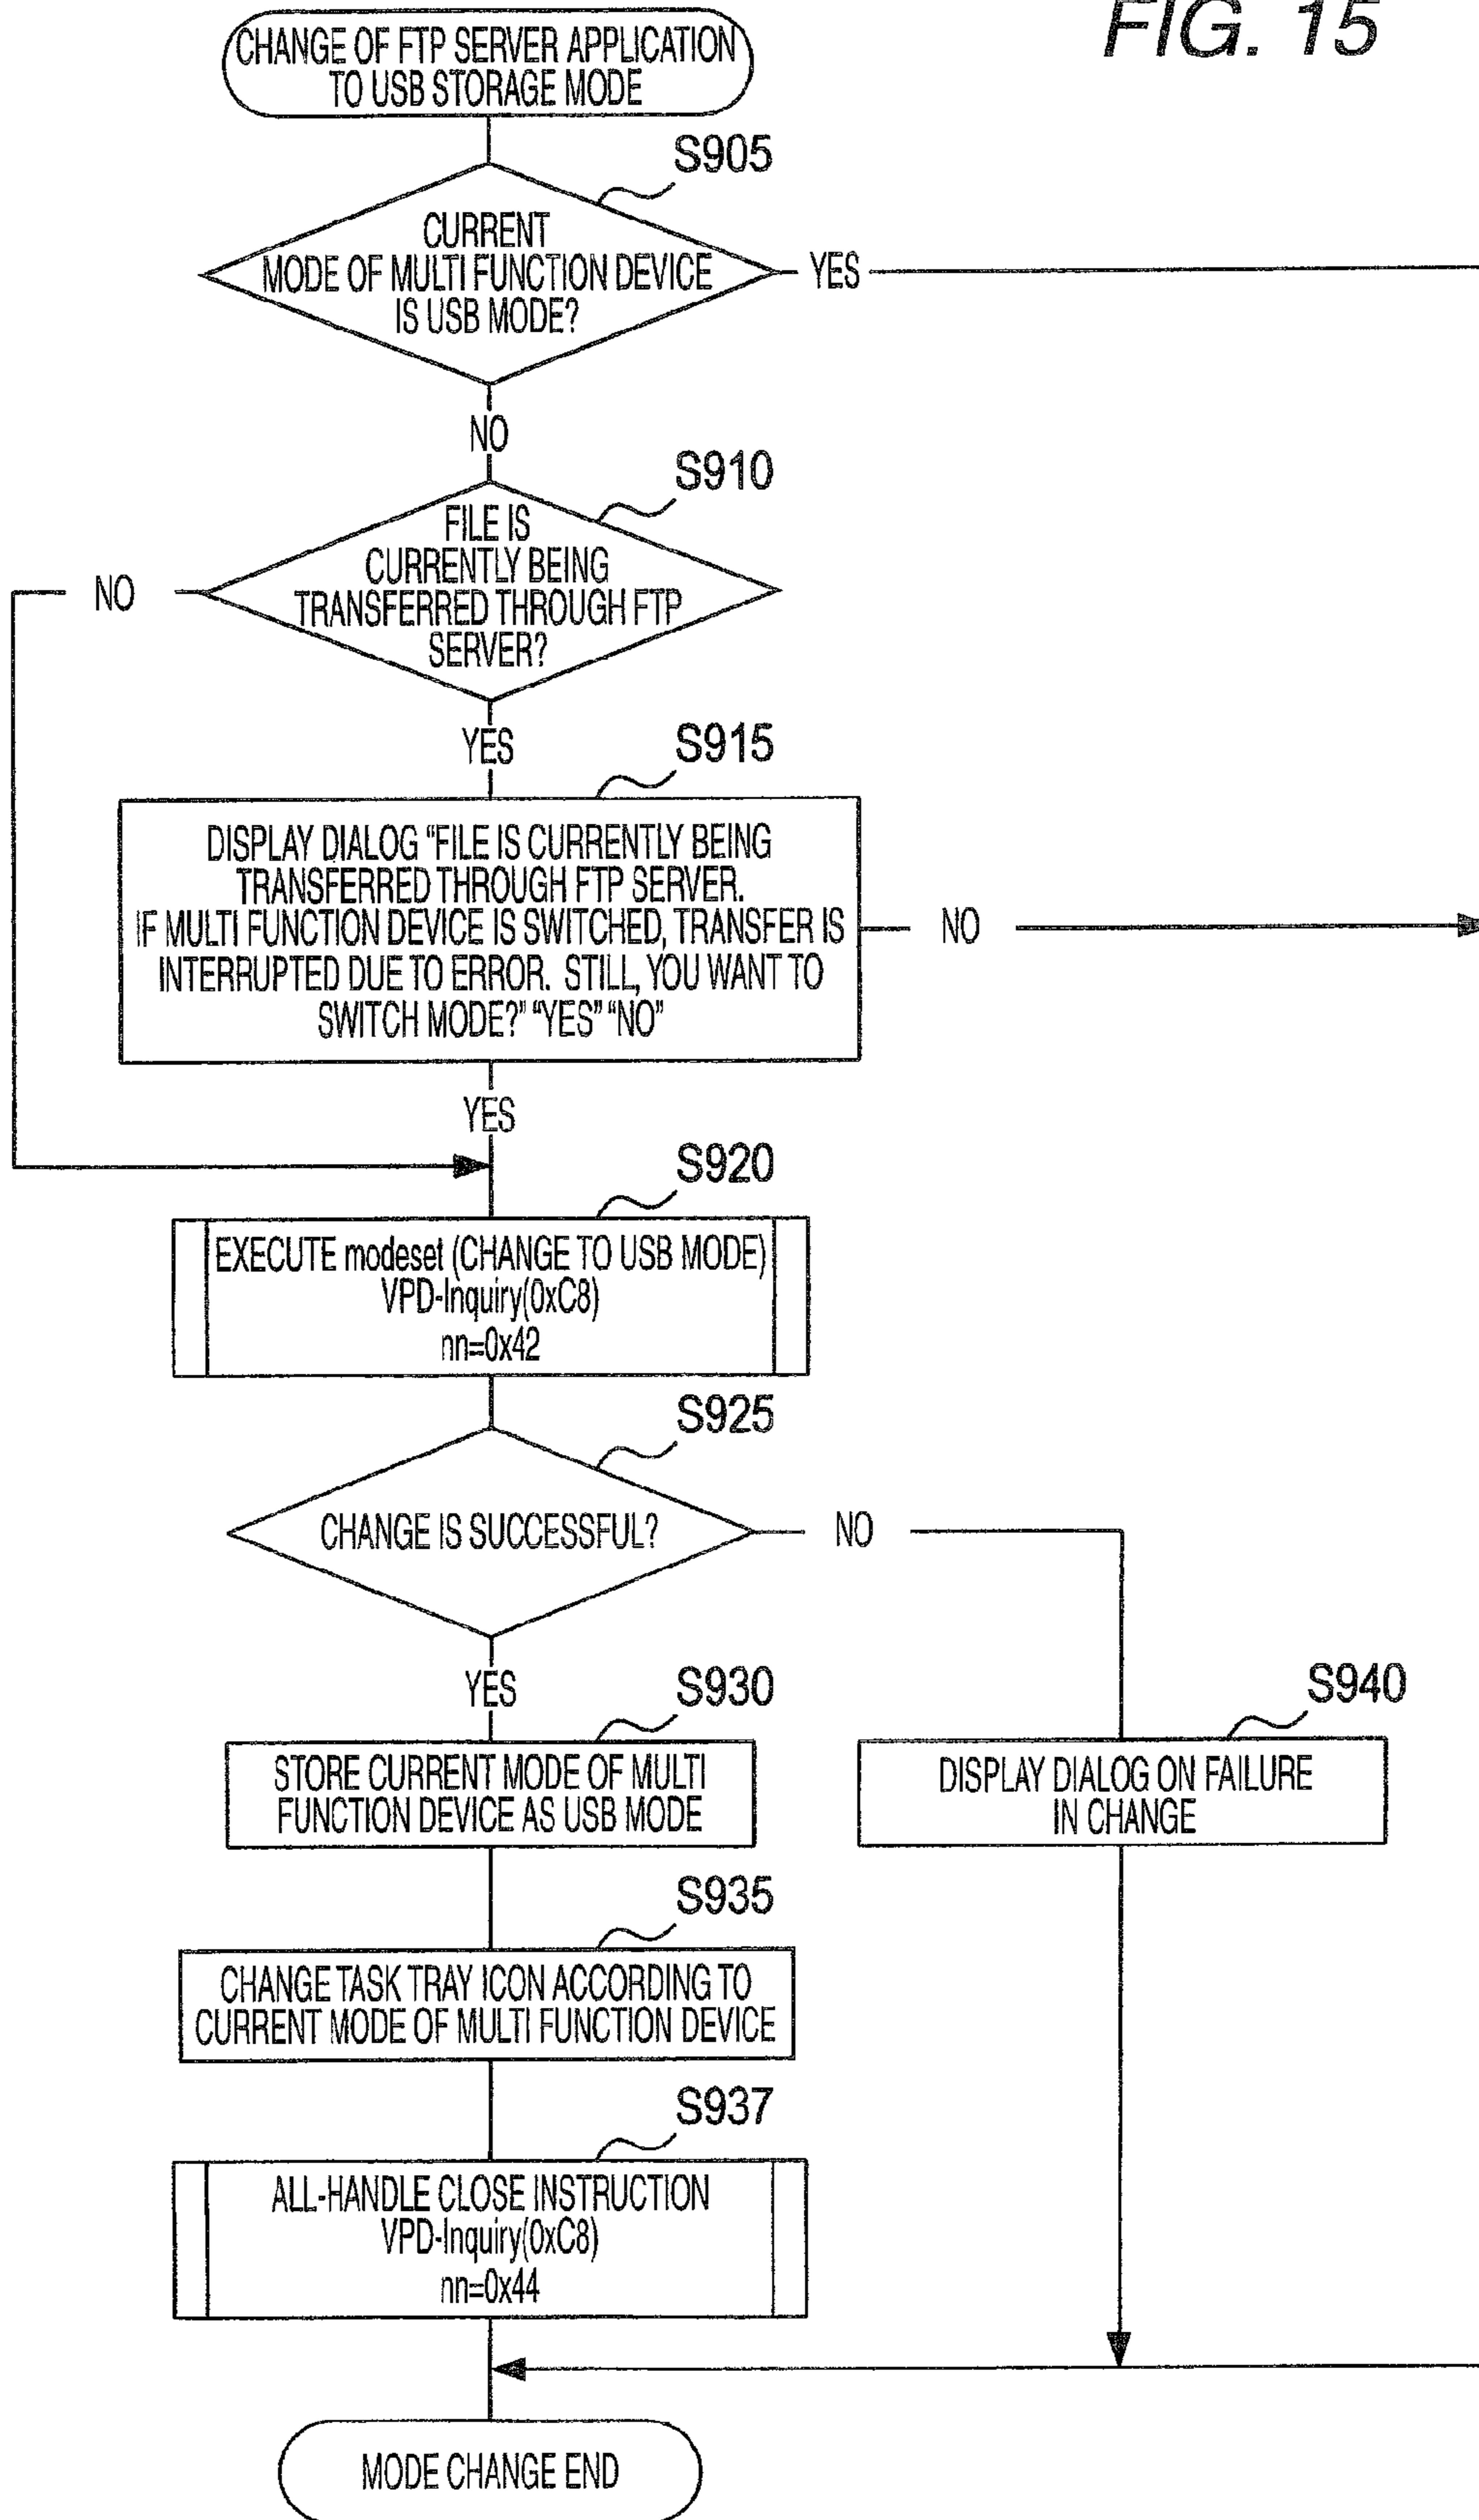 FIG. 15
CHANGE OF FTP SERVER APPLICATION
TO USB STORAGE MODE
S905
CURRENT
MODE OF MULTI FUNCTION DEVICE
IS USB MODE?
YES
NO
S910
FILE IS
CURRENTLY BEING
TRANSFERRED THROUGH FTP
SERVER?
NO
YES
S915
DISPLAY DIALOG “FILE IS CURRENTLY BEING
TRANSFERRED THROUGH FTP SERVER.
IF MULTI FUNCTION DEVICE IS SWITCHED, TRANSFER IS
INTERRUPTED DUE TO ERROR. STILL, YOU WANT TO
SWITCH MODE?” “YES” “NO”
NO
YES
S920
EXECUTE modeset (CHANGE TO USB MODE)
VPD-Inquiry(0xC8)
nn=0x42
S925
CHANGE IS SUCCESSFUL?
NO
YES
S930
STORE CURRENT MODE OF MULTI
FUNCTION DEVICE AS USB MODE
S940
DISPLAY DIALOG ON FAILURE
IN CHANGE
S935
CHANGE TASK TRAY ICON ACCORDING TO
CURRENT MODE OF MULTI FUNCTION DEVICE
S937
ALL-HANDLE CLOSE INSTRUCTION
VPD-Inquiry(0xC8)
nn=0x44
MODE CHANGE END